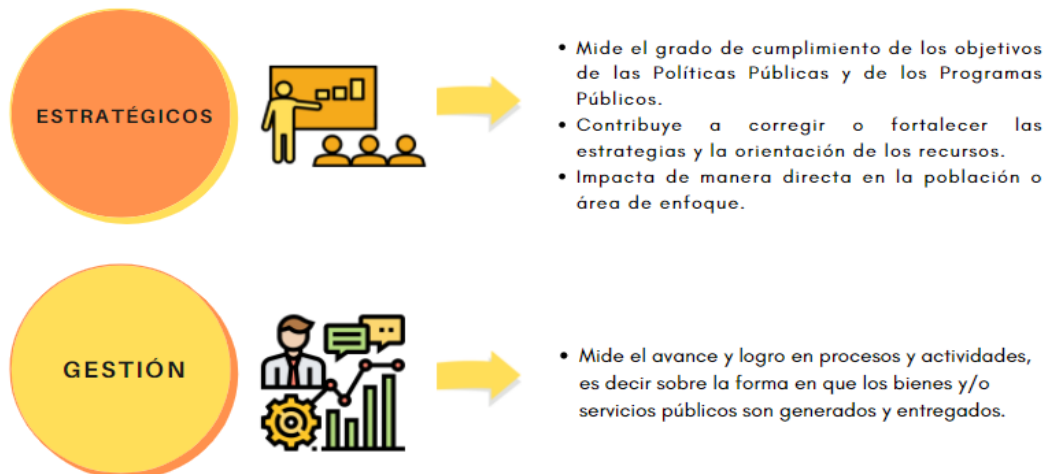 ESTRATÉGICOS
• Mide el grado de cumplimiento de los objetivos
de las Políticas Públicas y de los Programas
Públicos.
• Contribuye a corregir o fortalecer las
estrategias y la orientación de los recursos.
• Impacta de manera directa en la población o
área de enfoque.
GESTIÓN
• Mide el avance y logro en procesos y actividades,
es decir sobre la forma en que los bienes y/o
servicios públicos son generados y entregados.